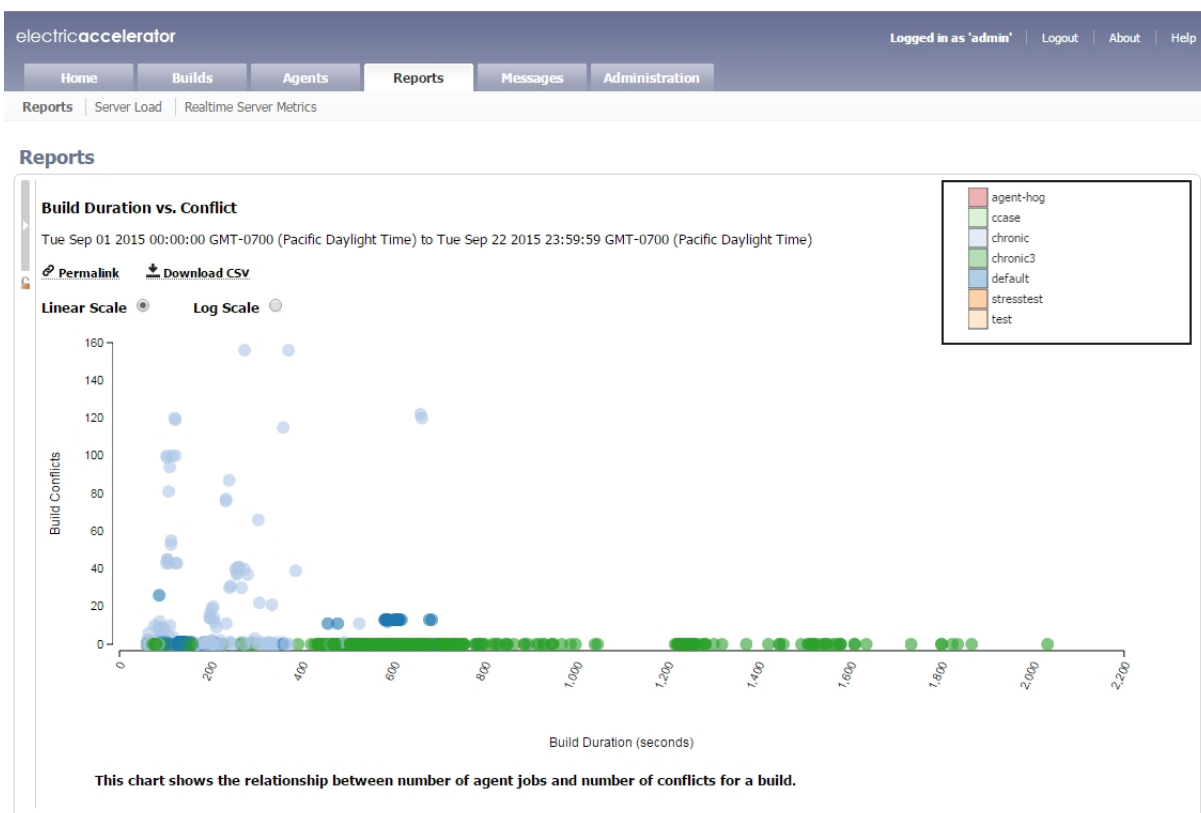 electricaccelerator
Logged in as 'admin' Logout About Help
Home Builds Agents Reports Messages Administration
Reports Server Load Realtime Server Metrics
Reports
Build Duration vs. Conflict
Tue Sep 01 2015 00:00:00 GMT-0700 (Pacific Daylight Time) to Tue Sep 22 2015 23:59:59 GMT-0700 (Pacific Daylight Time)
Permalink Download CSV
Linear Scale Log Scale
agent-hog
ccase
chronic
chronic3
default
stresstest
test
160
140
120
100
80
60
40
20
0
Build Conflicts
0 200 400 600 800 1,000 1,200 1,400 1,600 1,800 2,000 2,200
Build Duration (seconds)
This chart shows the relationship between number of agent jobs and number of conflicts for a build.